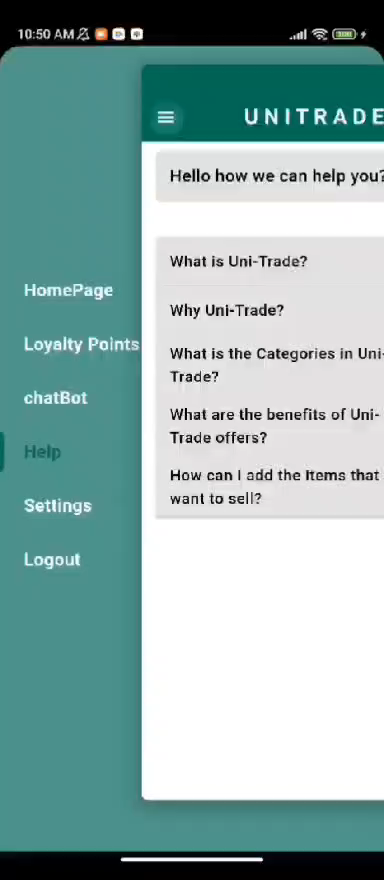 10:50 AM
UNITRADE
Hello how we can help you?
What is Uni-Trade?
HomePage
Why Uni-Trade?
Loyalty Points
What is the Categories in Uni-
Trade?
chatBot
What are the benefits of Uni-
Trade offers?
Help
How can I add the Items that
want to sell?
Settings
Logout